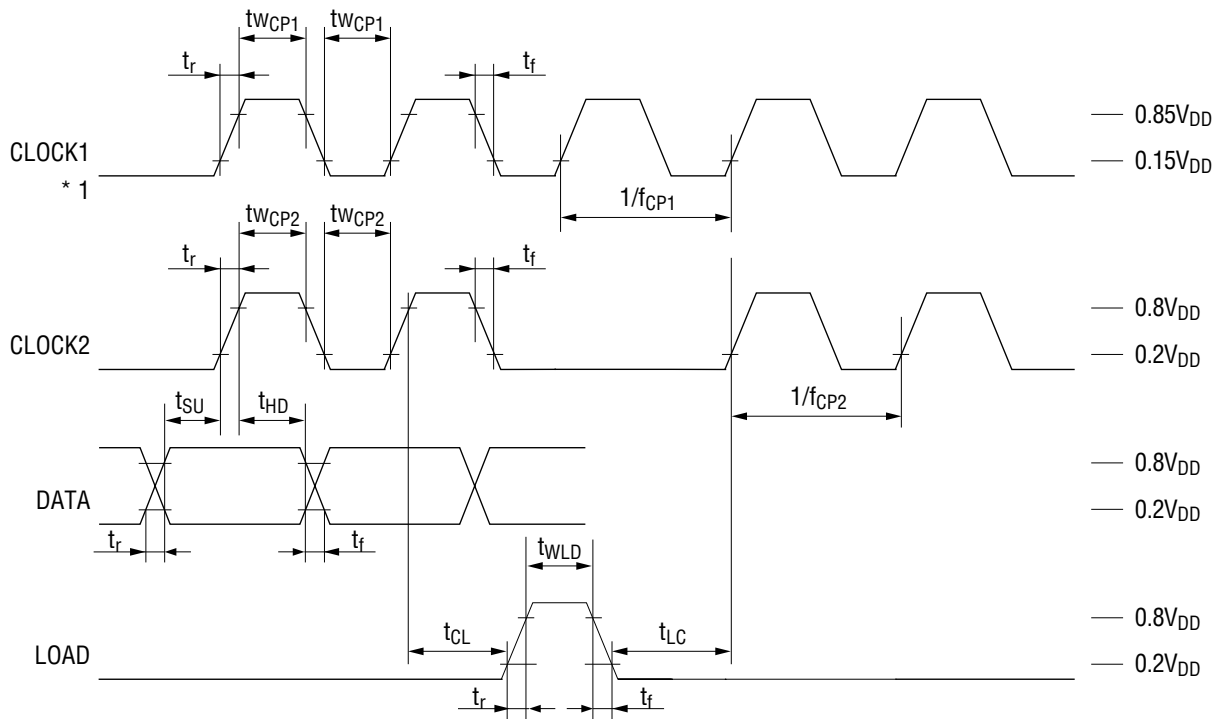 twCP1 twCP1
tr tf
0.85VDD
CLOCK1
0.15VDD
* 1
1/fCP1
twCP2 twCP2
tr tf
0.8VDD
CLOCK2
0.2VDD
tSU tHD
1/fCP2
0.8VDD
DATA
0.2VDD
tr tf
tWLD
0.8VDD
tCL tLC
LOAD
0.2VDD
tr tf